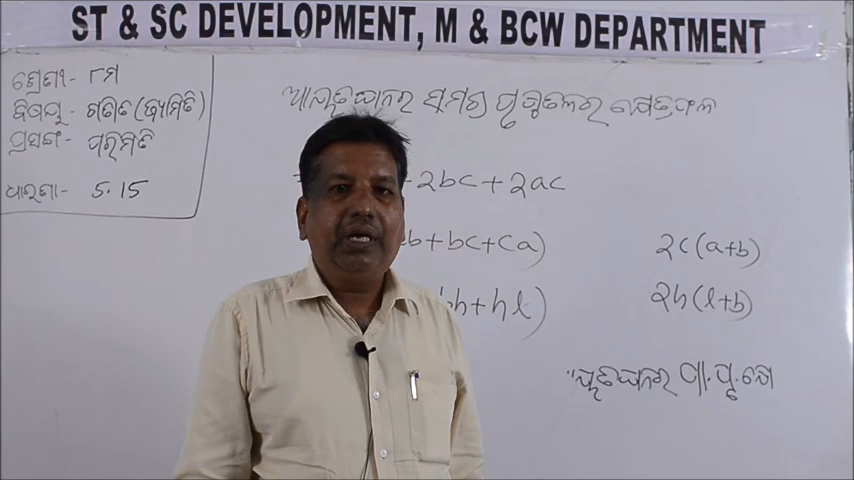 ST & SC DEVELOPMENT, M & BCW DEPARTMENT
ଶ୍ରେଣୀ- ୮ମ
ବିଷୟ- ଗଣିତ (ଜ୍ୟାମିତି)
ପ୍ରସଙ୍ଗ- ପରିମିତି
ଧାରଣା- 5.15
ଆୟତଘନର ସମଗ୍ର ପୃଷ୍ଠତଳର କ୍ଷେତ୍ରଫଳ
2bc+2ac
b+bc+ca)
2c(a+b)
bh+hl)
2h(l+b)
ପା.ପୃ.କ୍ଷେ